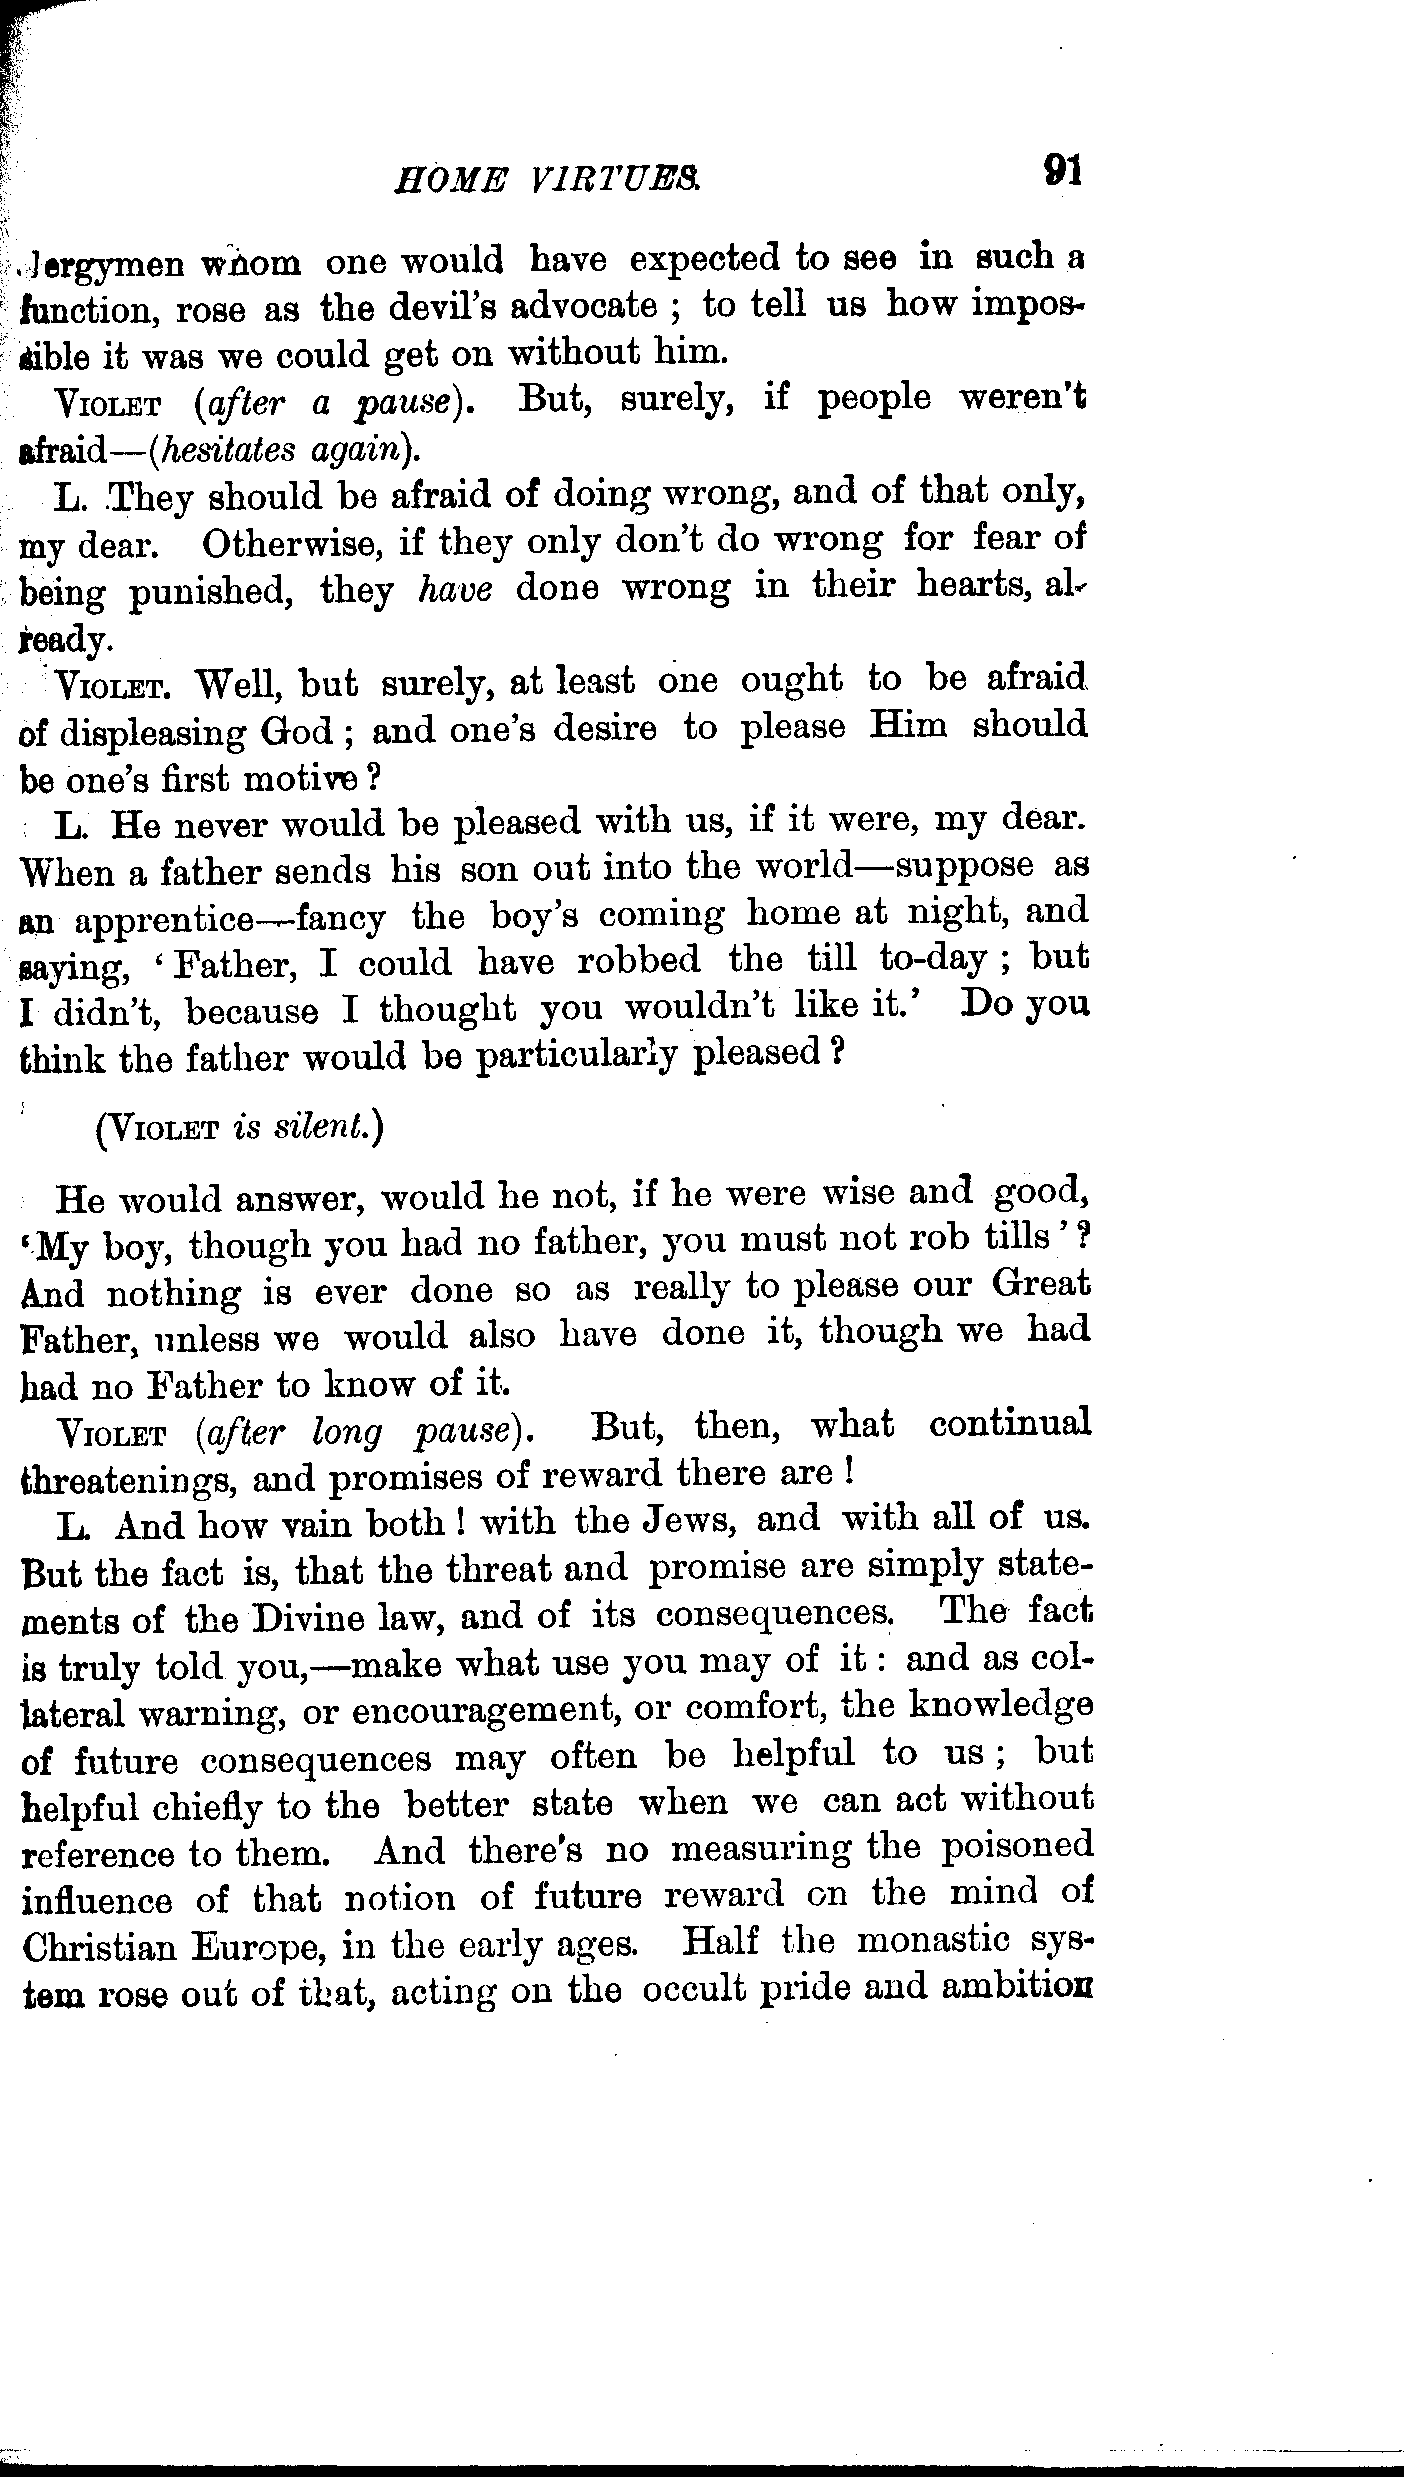 HOME VIRTUES. 91
clergymen whom one would have expected to see in such a
function, rose as the devil's advocate ; to tell us how impos-
sible it was we could get on without him.
VIOLET (after a pause). But, surely, if people weren't
afraid—(hesitates again).
L. They should be afraid of doing wrong, and of that only,
my dear. Otherwise, if they only don't do wrong for fear of
being punished, they have done wrong in their hearts, al-
ready.
VIOLET. Well, but surely, at least one ought to be afraid
of displeasing God ; and one's desire to please Him should
be one's first motive ?
L. He never would be pleased with us, if it were, my dear.
When a father sends his son out into the world—suppose as
an apprentice—fancy the boy's coming home at night, and
saying, ‘ Father, I could have robbed the till to-day ; but
I didn't, because I thought you wouldn't like it.’ Do you
think the father would be particularly pleased ?
(VIOLET is silent.)
He would answer, would he not, if he were wise and good,
‘ My boy, though you had no father, you must not rob tills ’ ?
And nothing is ever done so as really to please our Great
Father, unless we would also have done it, though we had
had no Father to know of it.
VIOLET (after long pause). But, then, what continual
threatenings, and promises of reward there are !
L. And how vain both ! with the Jews, and with all of us.
But the fact is, that the threat and promise are simply state-
ments of the Divine law, and of its consequences. The fact
is truly told you,—make what use you may of it : and as col-
lateral warning, or encouragement, or comfort, the knowledge
of future consequences may often be helpful to us ; but
helpful chiefly to the better state when we can act without
reference to them. And there's no measuring the poisoned
influence of that notion of future reward on the mind of
Christian Europe, in the early ages. Half the monastic sys-
tem rose out of that, acting on the occult pride and ambition